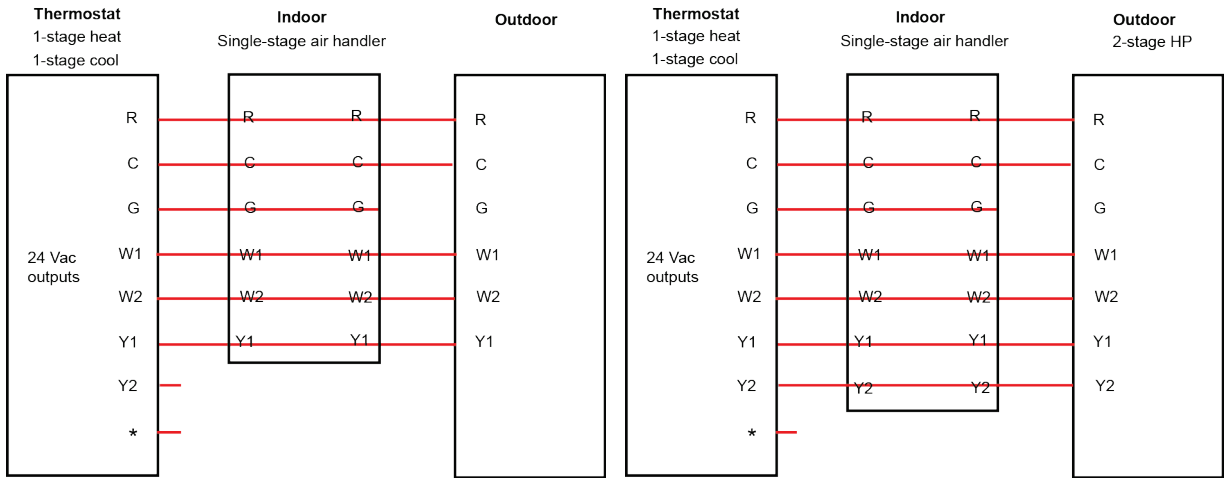 Thermostat
1-stage heat
1-stage cool
Indoor
Single-stage air handler
Outdoor
R R R R
C C C C
G G G G
W1 W1 W1 W1
24 Vac
outputs
W2 W2 W2 W2
Y1 Y1 Y1 Y1
Y2
*
Thermostat
1-stage heat
1-stage cool
Indoor
Single-stage air handler
Outdoor
2-stage HP
R R R R
C C C C
G G G G
W1 W1 W1 W1
24 Vac
outputs
W2 W2 W2 W2
Y1 Y1 Y1 Y1
Y2 Y2 Y2 Y2
*